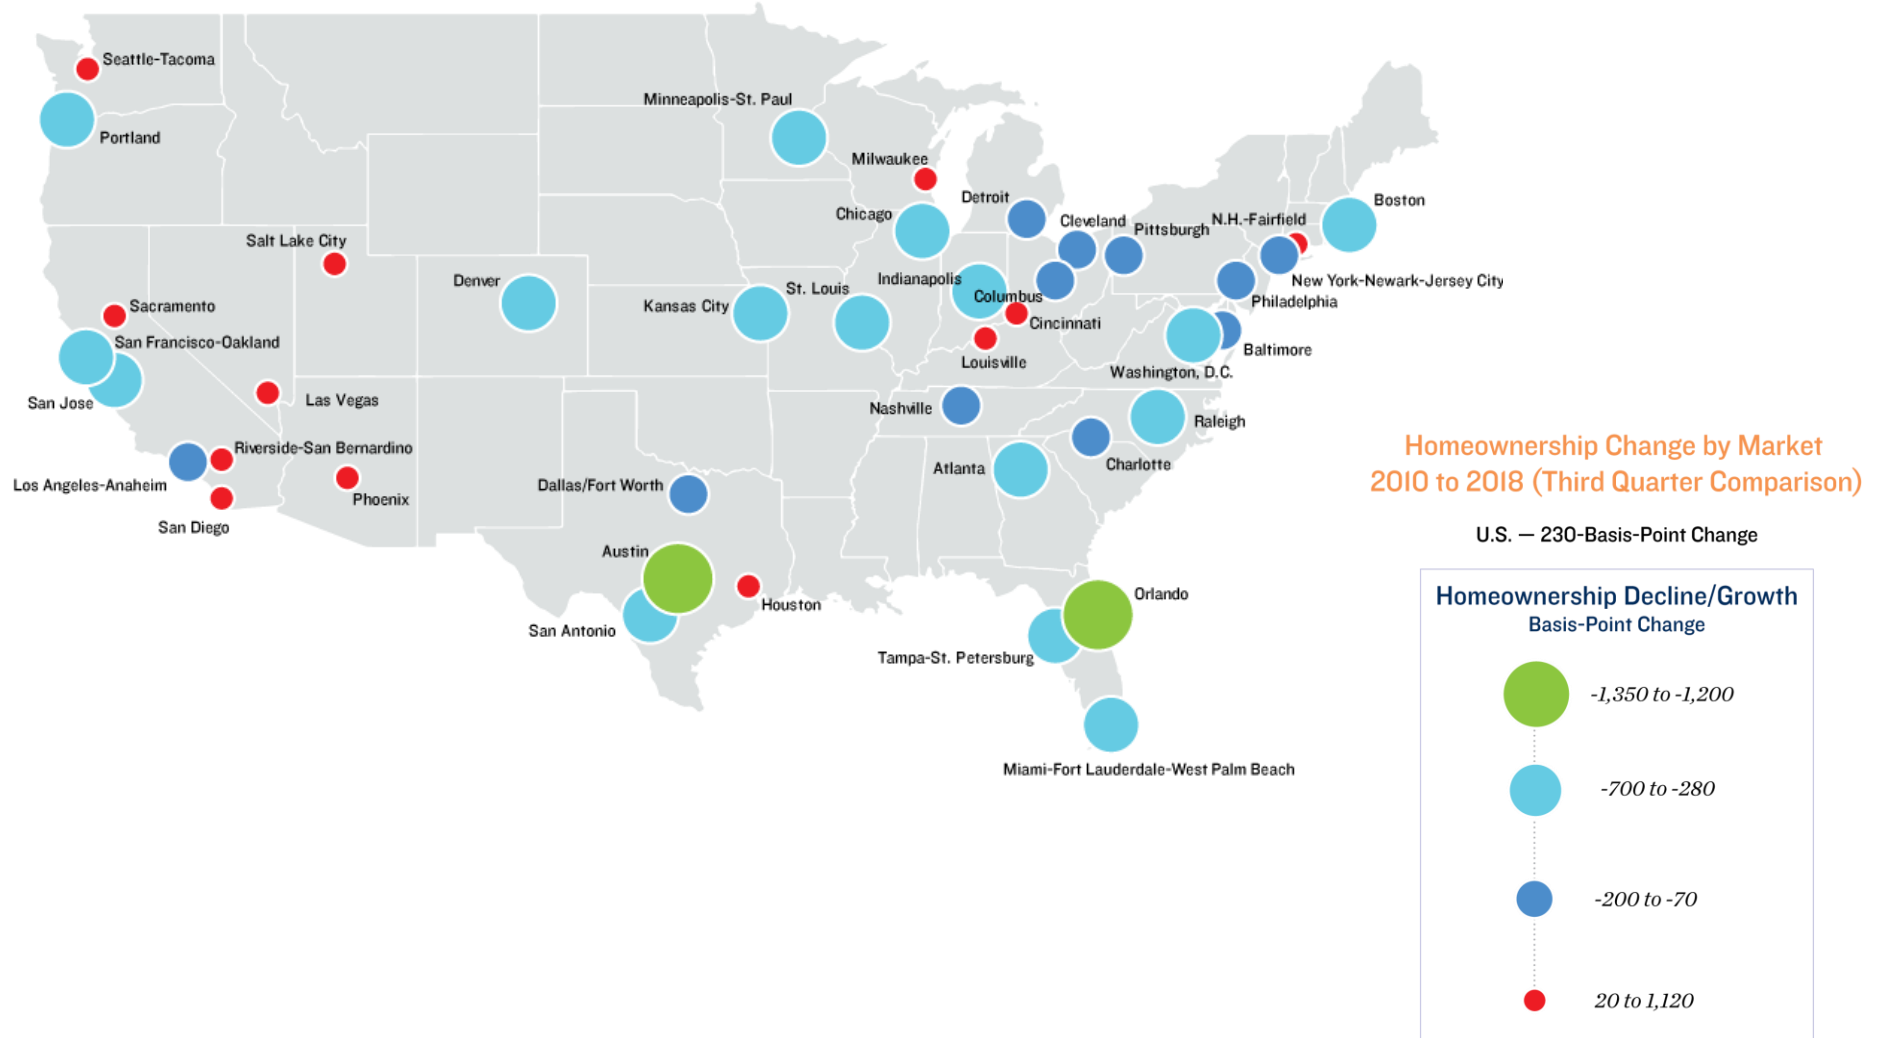 Seattle-Tacoma
Portland
Minneapolis-St. Paul
Milwaukee
Chicago
Detroit
Cleveland
Pittsburgh
N.H.-Fairfield
Boston
Salt Lake City
Denver
Kansas City
St. Louis
Indianapolis
Columbus
Cincinnati
Louisville
New York-Newark-Jersey City
Philadelphia
Baltimore
Washington, D.C.
Sacramento
San Francisco-Oakland
San Jose
Las Vegas
Nashville
Raleigh
Charlotte
Atlanta
Riverside-San Bernardino
Los Angeles-Anaheim
San Diego
Phoenix
Dallas/Fort Worth
Austin
Houston
San Antonio
Orlando
Tampa-St. Petersburg
Miami-Fort Lauderdale-West Palm Beach
Homeownership Change by Market
2010 to 2018 (Third Quarter Comparison)
U.S. — 230-Basis-Point Change
Homeownership Decline/Growth
Basis-Point Change
-1,350 to -1,200
-700 to -280
-200 to -70
20 to 1,120